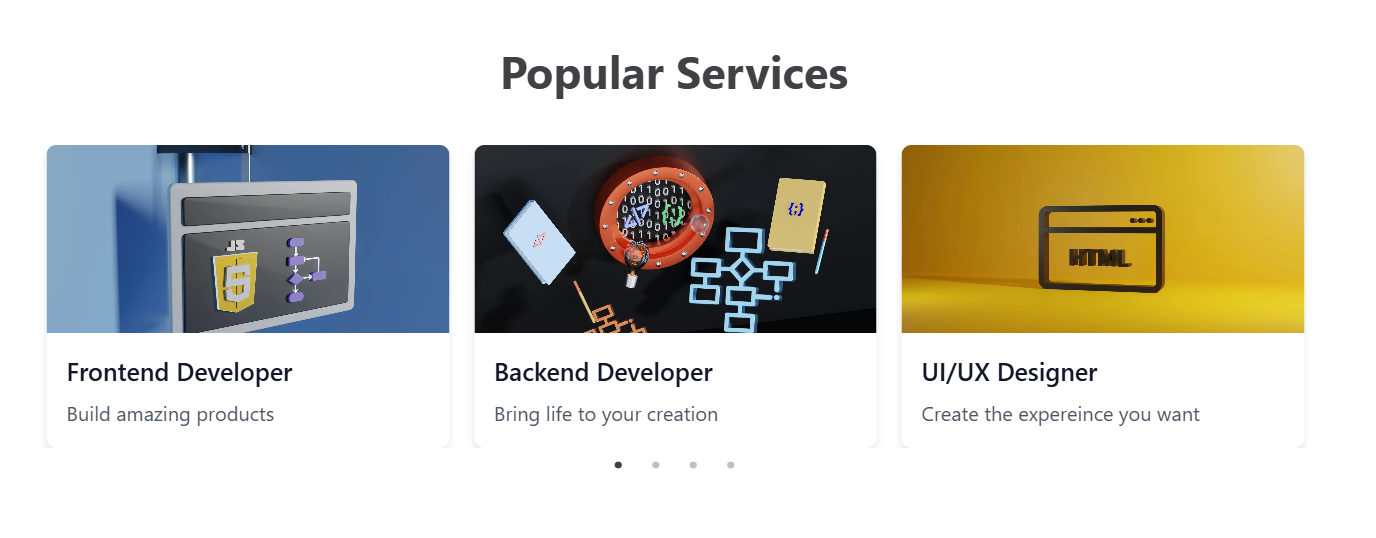 Popular Services
JS
5
{;}
HTML
Frontend Developer
Backend Developer
UI/UX Designer
Build amazing products
Bring life to your creation
Create the expereince you want